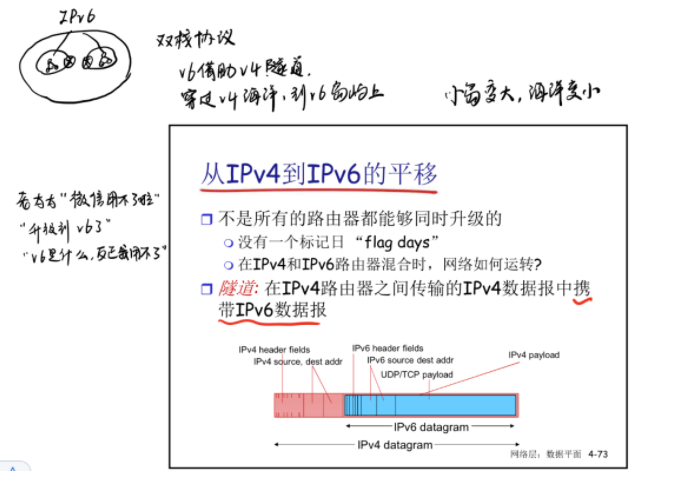 IPv6
双核协议
v6借助v4隧道,
穿过v4海洋,到v6岛屿上
小岛变大,海洋变小
老太太"微信用不了啦"
"升级到v6了"
"v6是什么,反正我用不了"
从IPv4到IPv6的平移
不是所有的路由器都能够同时升级的
没有一个标记日 "flag days"
在IPv4和IPv6路由器混合时,网络如何运转?
隧道: 在IPv4路由器之间传输的IPv4数据报中携
带IPv6数据报
IPv4 header fields
IPv4 source, dest addr
IPv6 header fields
IPv6 source dest addr
UDP/TCP payload
IPv4 payload
IPv6 datagram
IPv4 datagram
网络层:数据平面 4-73